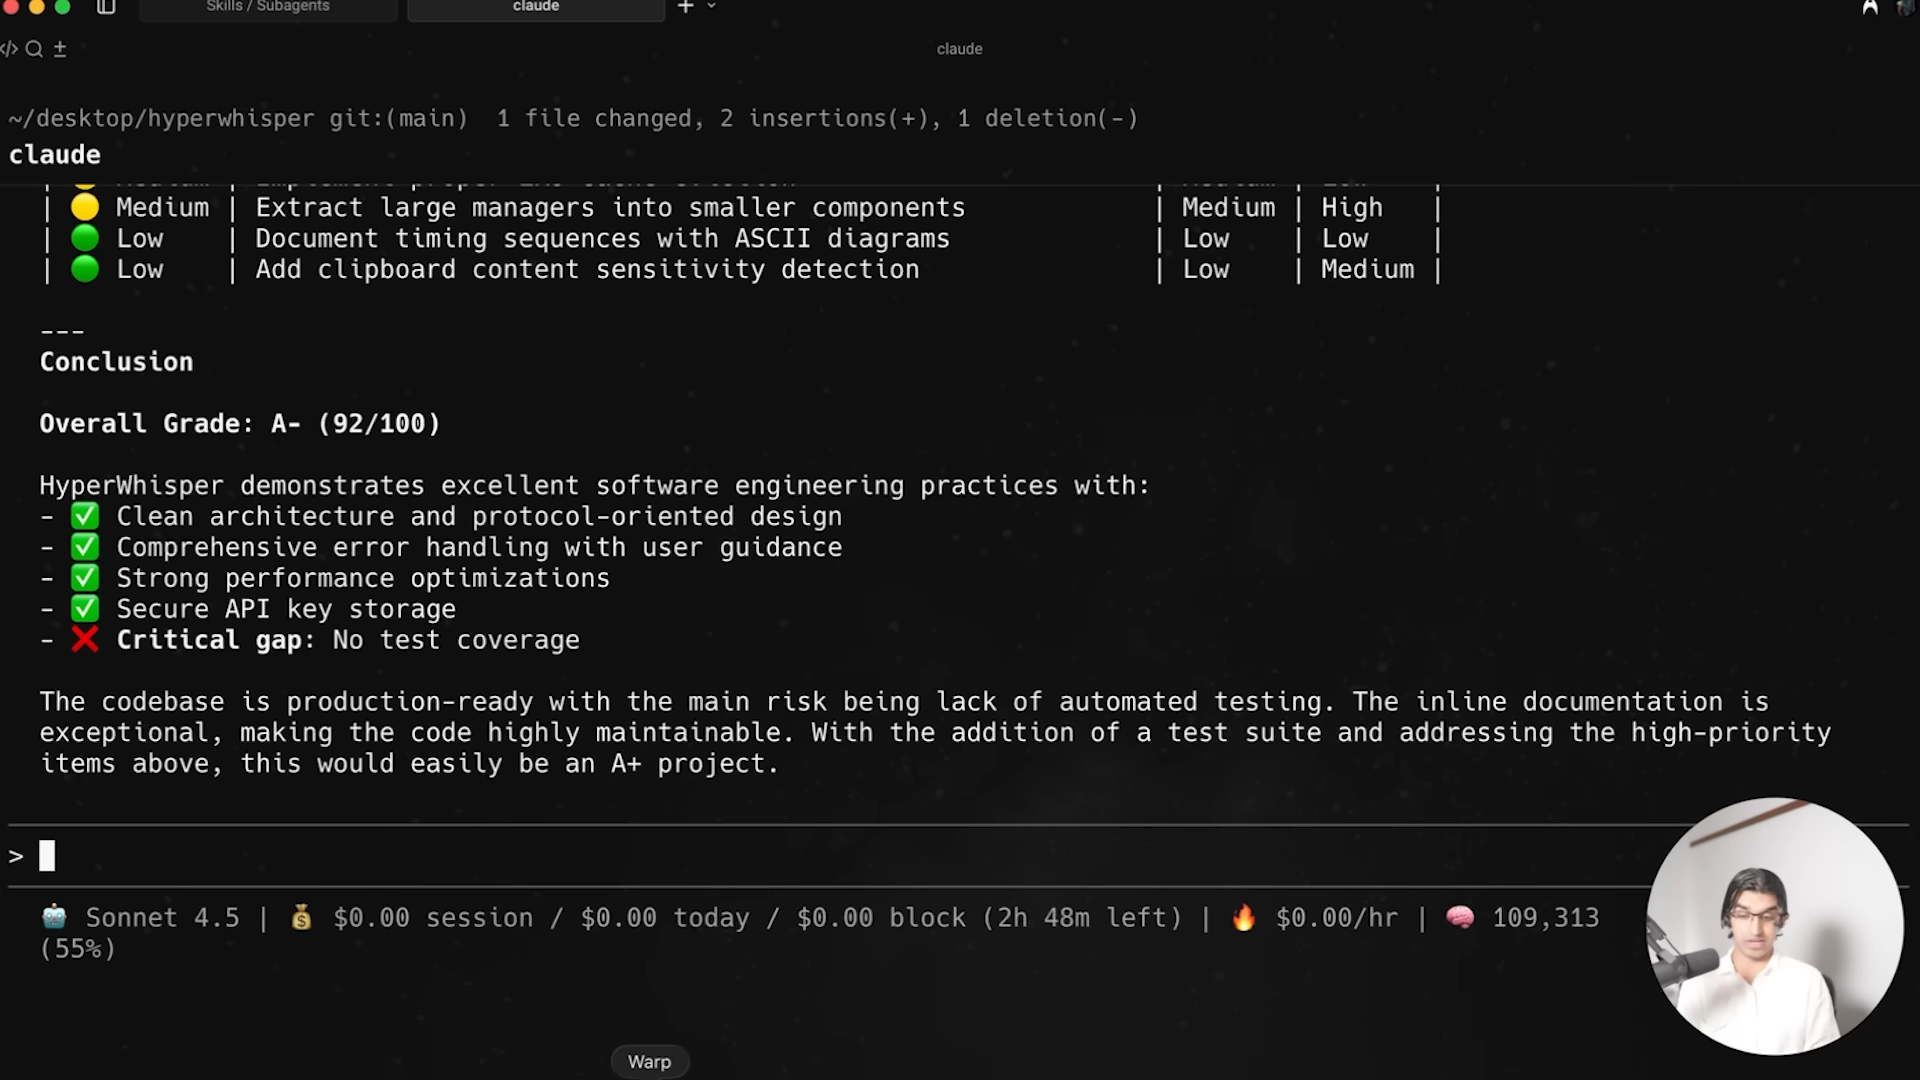 Skills / Subagents
claude
claude
~/desktop/hyperwhisper git:(main) 1 file changed, 2 insertions(+), 1 deletion(-)
claude
| 🟡 Medium | Extract large managers into smaller components | Medium | High |
| 🟢 Low | Document timing sequences with ASCII diagrams | Low | Low |
| 🟢 Low | Add clipboard content sensitivity detection | Low | Medium |
---
Conclusion
Overall Grade: A- (92/100)
HyperWhisper demonstrates excellent software engineering practices with:
- ✅ Clean architecture and protocol-oriented design
- ✅ Comprehensive error handling with user guidance
- ✅ Strong performance optimizations
- ✅ Secure API key storage
- ❌ Critical gap: No test coverage
The codebase is production-ready with the main risk being lack of automated testing. The inline documentation is
exceptional, making the code highly maintainable. With the addition of a test suite and addressing the high-priority
items above, this would easily be an A+ project.
>
🤖 Sonnet 4.5 | 💰 $0.00 session / $0.00 today / $0.00 block (2h 48m left) | 🔥 $0.00/hr | 🧠 109,313
(55%)
Warp